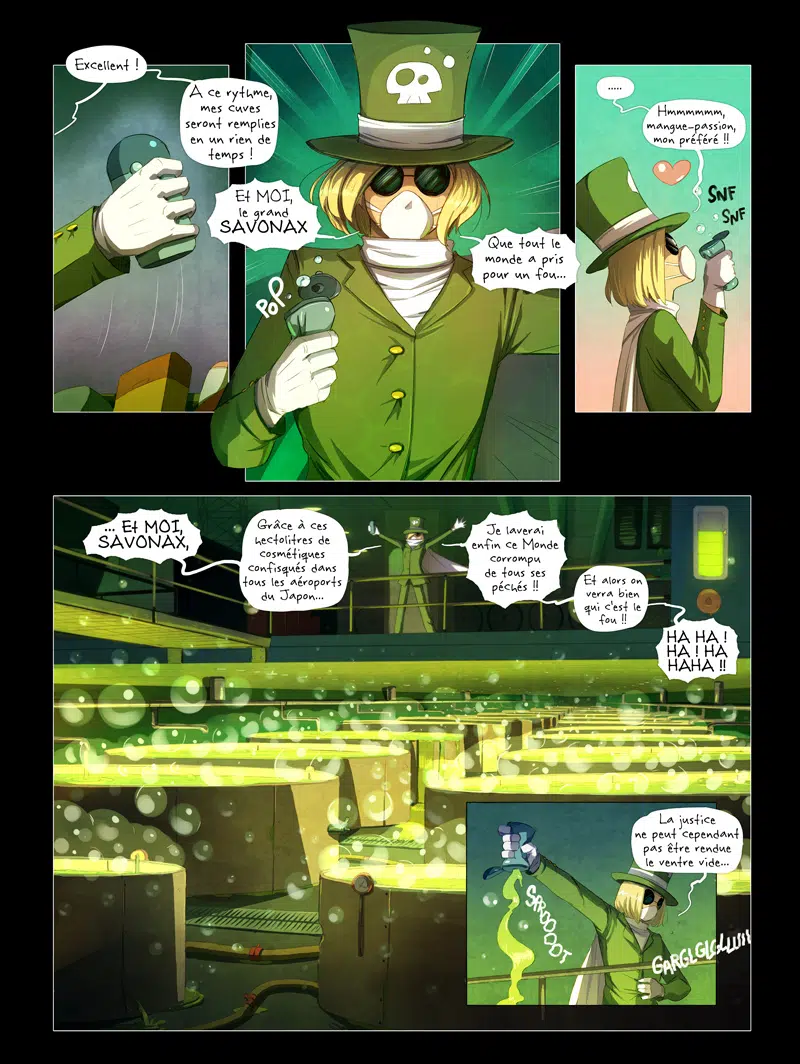 Excellent !
A ce rythme,
mes cuves
seront remplies
en un rien de
temps !
Et MOI,
le grand
SAVONAX
Que tout le
monde a pris
pour un fou...
POP
.....
Hmmmmmm,
mangue-passion,
mon préféré !!
SNF
SNF
... Et MOI,
SAVONAX,
Grâce à ces
hectolitres de
cosmétiques
confisqués dans
tous les aéroports
du Japon...
Je laverai
enfin ce Monde
corrompu
de tous ses
péchés !!
Et alors on
verra bien
qui c'est le
fou !!
HA HA !
HA ! HA
HAHA !!
La justice
ne peut cependant
pas être rendue
le ventre vide...